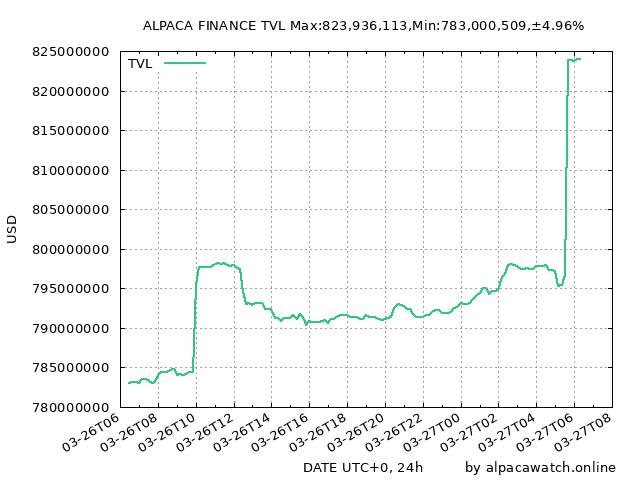 ALPACA FINANCE TVL Max:823,936,113,Min:783,000,509,±4.96%
825000000
TVL
820000000
815000000
810000000
805000000
USD
800000000
795000000
790000000
785000000
780000000
03-26T06
03-26T08
03-26T10
03-26T12
03-26T14
03-26T16
03-26T18
03-26T20
03-26T22
03-27T00
03-27T02
03-27T04
03-27T06
03-27T08
DATE UTC+0, 24h
by alpacawatch.online